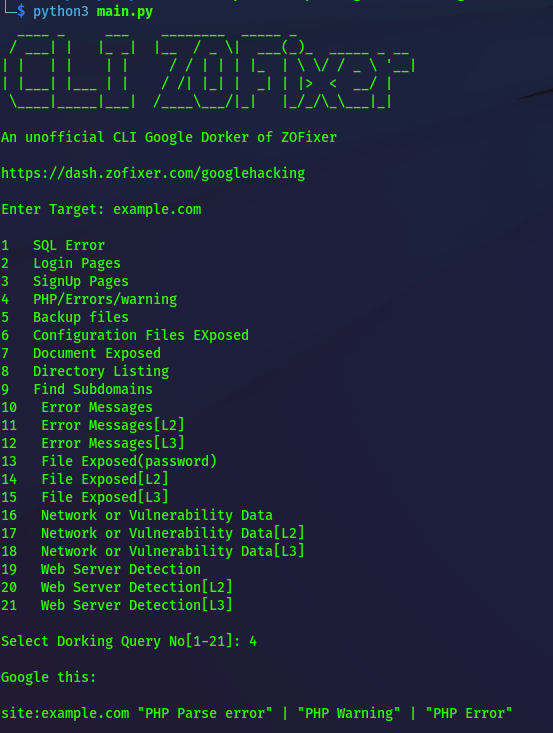 $ python3 main.py
CLI ZOFixer
An unofficial CLI Google Dorker of ZOFixer
https://dash.zofixer.com/googlehacking
Enter Target: example.com
1 SQL Error
2 Login Pages
3 SignUp Pages
4 PHP/Errors/warning
5 Backup files
6 Configuration Files EXposed
7 Document Exposed
8 Directory Listing
9 Find Subdomains
10 Error Messages
11 Error Messages[L2]
12 Error Messages[L3]
13 File Exposed(password)
14 File Exposed[L2]
15 File Exposed[L3]
16 Network or Vulnerability Data
17 Network or Vulnerability Data[L2]
18 Network or Vulnerability Data[L3]
19 Web Server Detection
20 Web Server Detection[L2]
21 Web Server Detection[L3]
Select Dorking Query No[1-21]: 4
Google this:
site:example.com "PHP Parse error" | "PHP Warning" | "PHP Error"